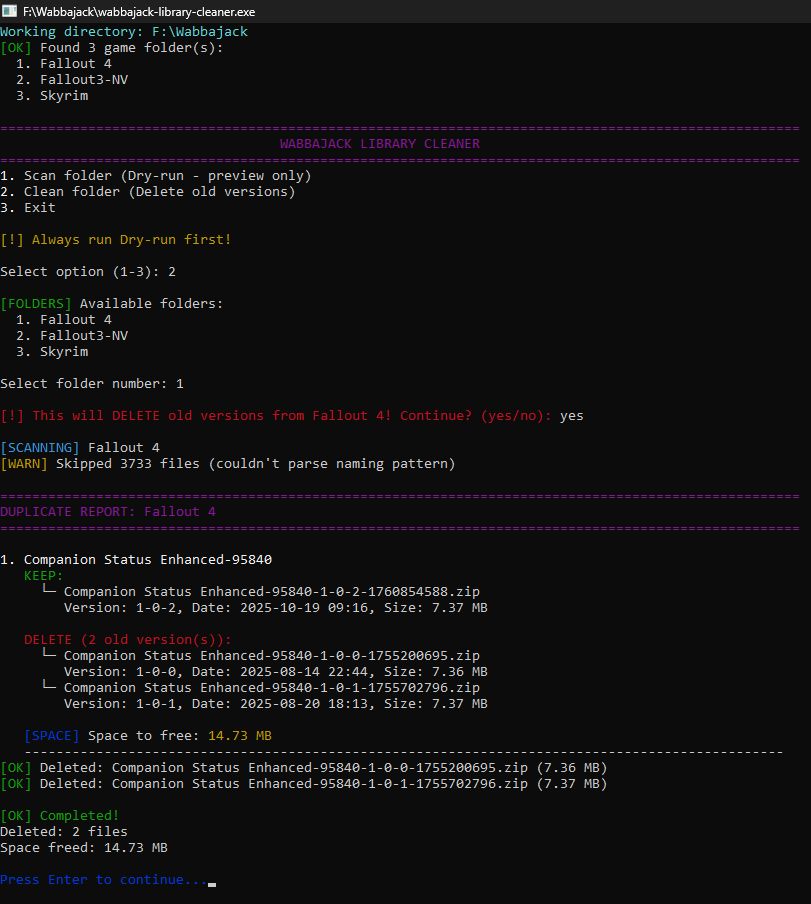 F:\Wabbajack\wabbajack-library-cleaner.exe
Working directory: F:\Wabbajack
[OK] Found 3 game folder(s):
1. Fallout 4
2. Fallout3-NV
3. Skyrim
====================================================================================================
WABBAJACK LIBRARY CLEANER
====================================================================================================
1. Scan folder (Dry-run - preview only)
2. Clean folder (Delete old versions)
3. Exit
[!] Always run Dry-run first!
Select option (1-3): 2
[FOLDERS] Available folders:
1. Fallout 4
2. Fallout3-NV
3. Skyrim
Select folder number: 1
[!] This will DELETE old versions from Fallout 4! Continue? (yes/no): yes
[SCANNING] Fallout 4
[WARN] Skipped 3733 files (couldn't parse naming pattern)
====================================================================================================
DUPLICATE REPORT: Fallout 4
====================================================================================================
1. Companion Status Enhanced-95840
KEEP:
└─ Companion Status Enhanced-95840-1-0-2-1760854588.zip
Version: 1-0-2, Date: 2025-10-19 09:16, Size: 7.37 MB
DELETE (2 old version(s)):
└─ Companion Status Enhanced-95840-1-0-0-1755200695.zip
Version: 1-0-0, Date: 2025-08-14 22:44, Size: 7.36 MB
└─ Companion Status Enhanced-95840-1-0-1-1755702796.zip
Version: 1-0-1, Date: 2025-08-20 18:13, Size: 7.37 MB
[SPACE] Space to free: 14.73 MB
-----------------------------------------------------------------------------------------------
[OK] Deleted: Companion Status Enhanced-95840-1-0-0-1755200695.zip (7.36 MB)
[OK] Deleted: Companion Status Enhanced-95840-1-0-1-1755702796.zip (7.37 MB)
[OK] Completed!
Deleted: 2 files
Space freed: 14.73 MB
Press Enter to continue...